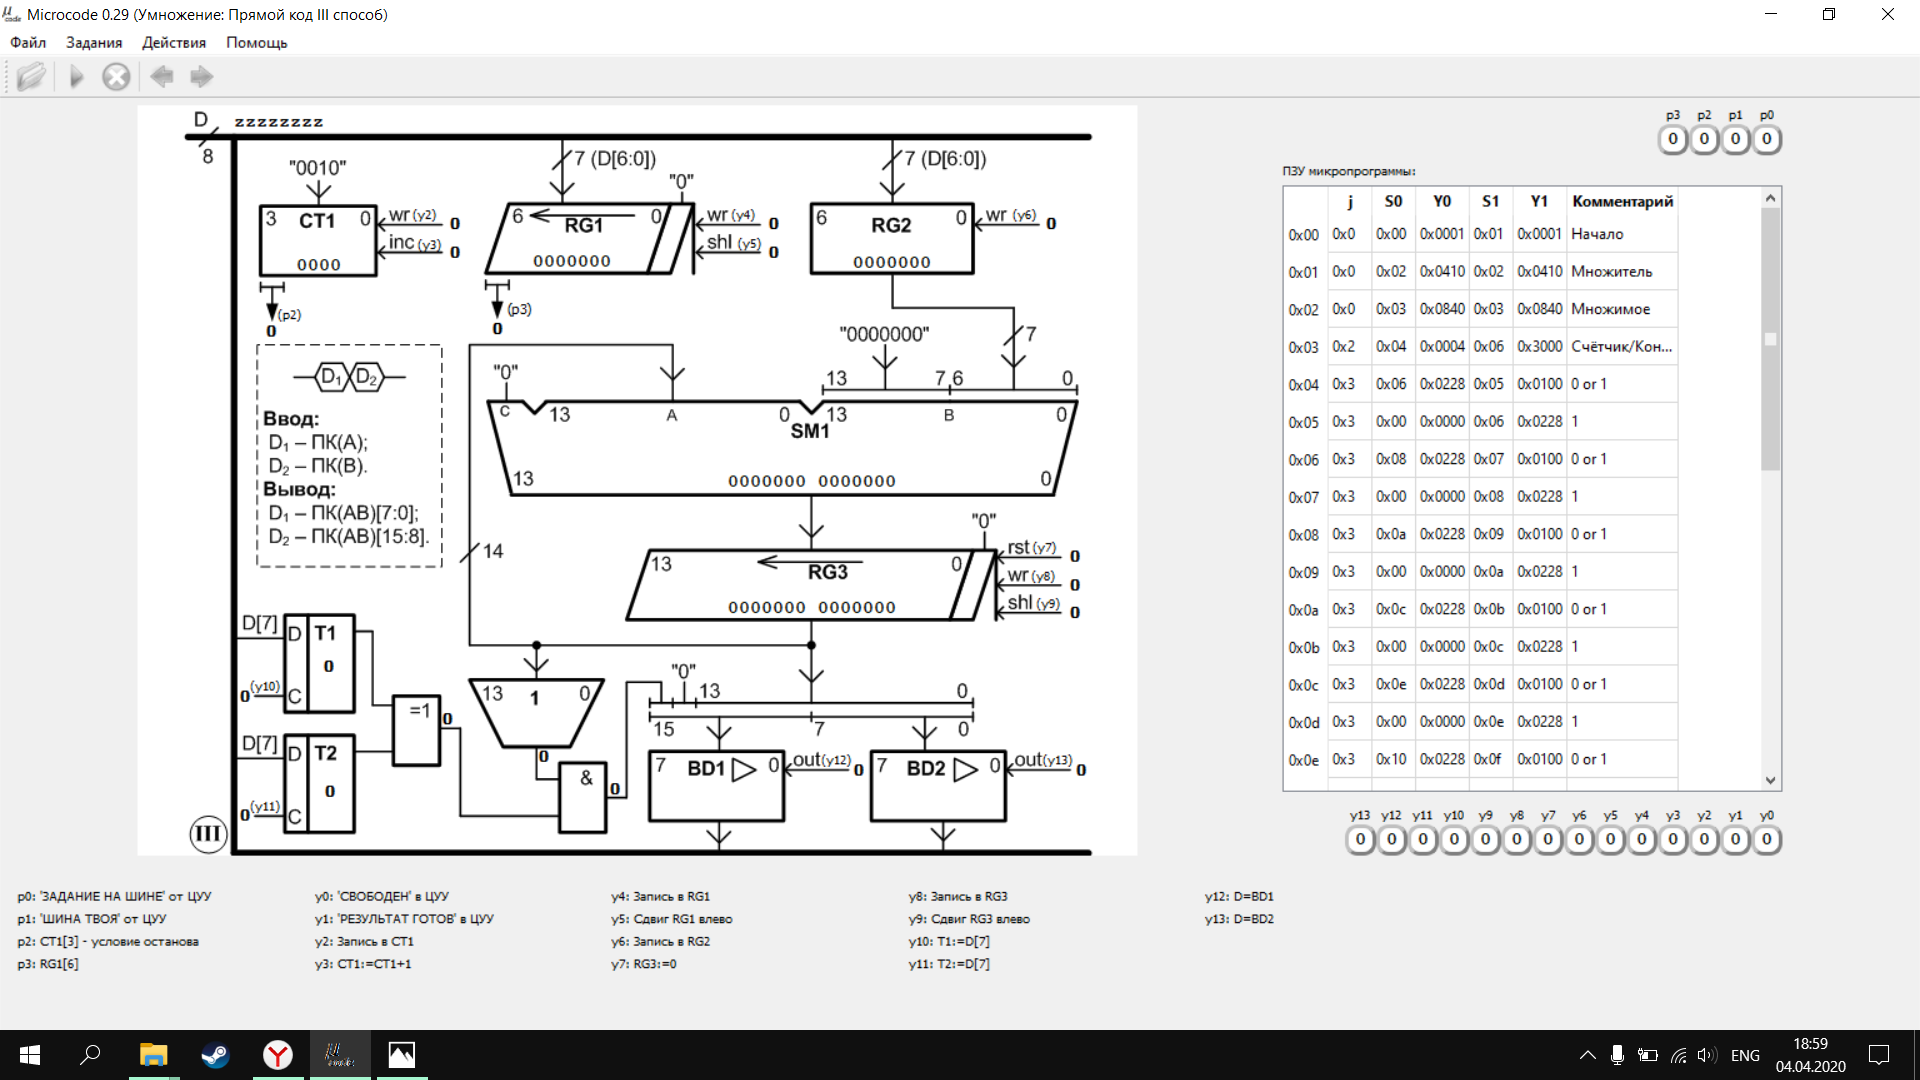 Microcode 0.29 (Умножение: Прямой код III способ)
Файл Задания Действия Помощь
D zzzzzzzz
8
"0010"
3 CT1 0
0000
wr (y2) 0
inc (y3) 0
(p2)
0
7 (D[6:0])
"0"
6 RG1 0
0000000
wr (y4) 0
shl (y5) 0
(p3)
0
7 (D[6:0])
6 RG2 0
0000000
wr (y6) 0
7
"0000000"
13 7 6 0
D₁ D₂
Ввод:
D₁ – ПК(A);
D₂ – ПК(B).
Вывод:
D₁ – ПК(AB)[7:0];
D₂ – ПК(AB)[15:8].
"0"
C 13 A 0 13 B 0
SM1
13 0000000 0000000 0
14
"0"
13 RG3 0
0000000 0000000
rst (y7) 0
wr (y8) 0
shl (y9) 0
D[7] D T1
0
0 (y10) C
D[7] D T2
0
0 (y11) C
=1 0
13 1 0
0
& 0
"0" 13 0
15 7 0
7 BD1 0 out(y12) 0
7 BD2 0 out(y13) 0
III
p3 p2 p1 p0
0 0 0 0
ПЗУ микропрограммы:
j S0 Y0 S1 Y1 Комментарий
0x00 0x0 0x00 0x0001 0x01 0x0001 Начало
0x01 0x0 0x02 0x0410 0x02 0x0410 Множитель
0x02 0x0 0x03 0x0840 0x03 0x0840 Множимое
0x03 0x2 0x04 0x0004 0x06 0x3000 Счётчик/Кон...
0x04 0x3 0x06 0x0228 0x05 0x0100 0 or 1
0x05 0x3 0x00 0x0000 0x06 0x0228 1
0x06 0x3 0x08 0x0228 0x07 0x0100 0 or 1
0x07 0x3 0x00 0x0000 0x08 0x0228 1
0x08 0x3 0x0a 0x0228 0x09 0x0100 0 or 1
0x09 0x3 0x00 0x0000 0x0a 0x0228 1
0x0a 0x3 0x0c 0x0228 0x0b 0x0100 0 or 1
0x0b 0x3 0x00 0x0000 0x0c 0x0228 1
0x0c 0x3 0x0e 0x0228 0x0d 0x0100 0 or 1
0x0d 0x3 0x00 0x0000 0x0e 0x0228 1
0x0e 0x3 0x10 0x0228 0x0f 0x0100 0 or 1
y13 y12 y11 y10 y9 y8 y7 y6 y5 y4 y3 y2 y1 y0
0 0 0 0 0 0 0 0 0 0 0 0 0 0
p0: 'ЗАДАНИЕ НА ШИНЕ' от ЦУУ
p1: 'ШИНА ТВОЯ' от ЦУУ
p2: CT1[3] - условие останова
p3: RG1[6]
y0: 'СВОБОДЕН' в ЦУУ
y1: 'РЕЗУЛЬТАТ ГОТОВ' в ЦУУ
y2: Запись в CT1
y3: CT1:=CT1+1
y4: Запись в RG1
y5: Сдвиг RG1 влево
y6: Запись в RG2
y7: RG3:=0
y8: Запись в RG3
y9: Сдвиг RG3 влево
y10: T1:=D[7]
y11: T2:=D[7]
y12: D=BD1
y13: D=BD2
ENG
18:59
04.04.2020